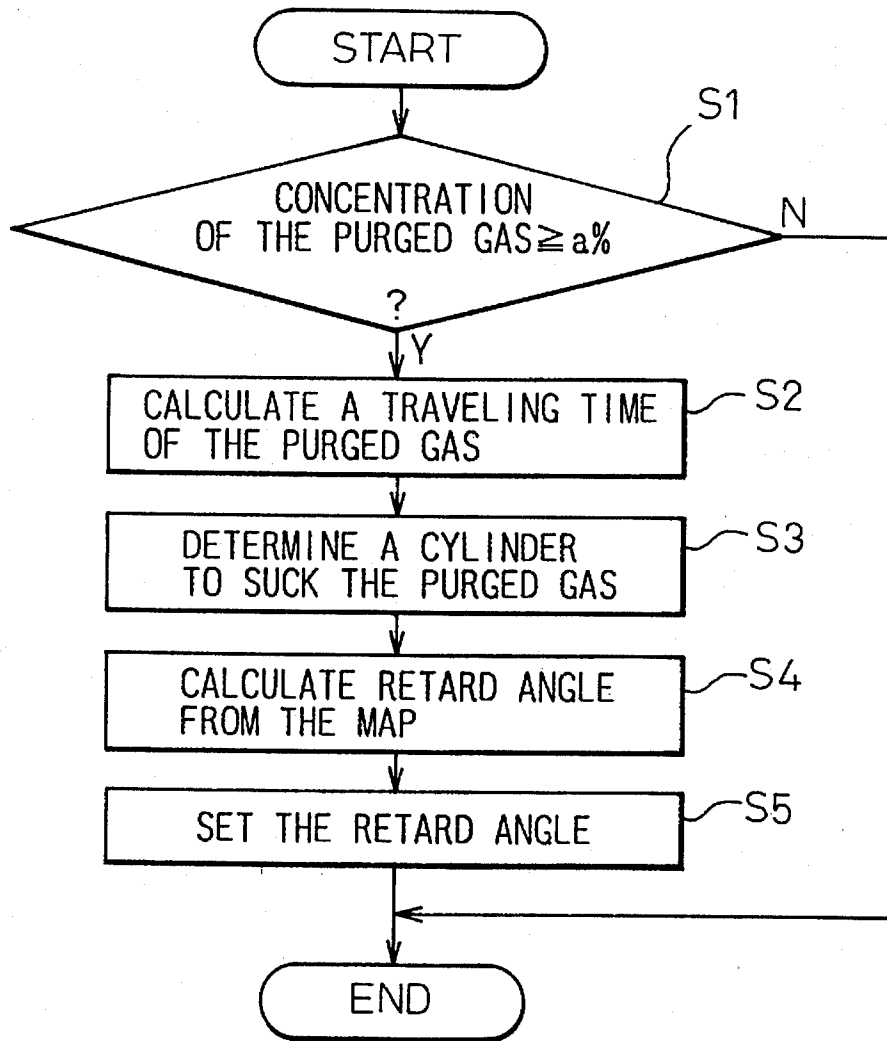 START
S1
CONCENTRATION
OF THE PURGED GAS≧a%
?
N
Y
CALCULATE A TRAVELING TIME
OF THE PURGED GAS
S2
DETERMINE A CYLINDER
TO SUCK THE PURGED GAS
S3
CALCULATE RETARD ANGLE
FROM THE MAP
S4
SET THE RETARD ANGLE
S5
END